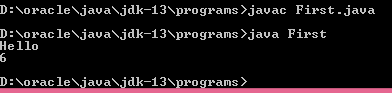 D:\oracle\java\jdk-13\programs>javac First.java
D:\oracle\java\jdk-13\programs>java First
Hello
6
D:\oracle\java\jdk-13\programs>